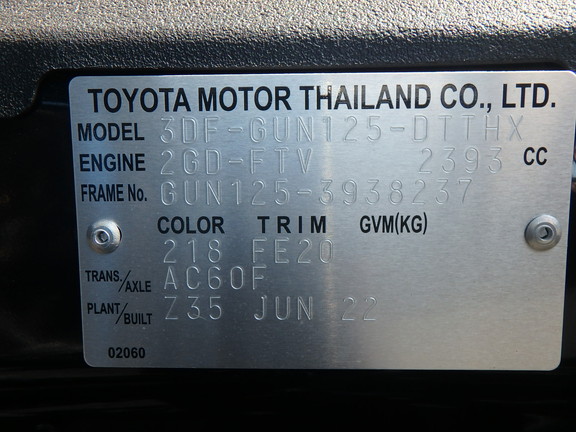 TOYOTA MOTOR THAILAND CO., LTD.
MODEL 3DF-GUN125-DTTHX
ENGINE 2GD-FTV 2393 CC
FRAME No. GUN125-3938237
COLOR TRIM GVM(KG)
218 FE20
TRANS./AXLE AC60F
PLANT/BUILT Z35 JUN 22
02060